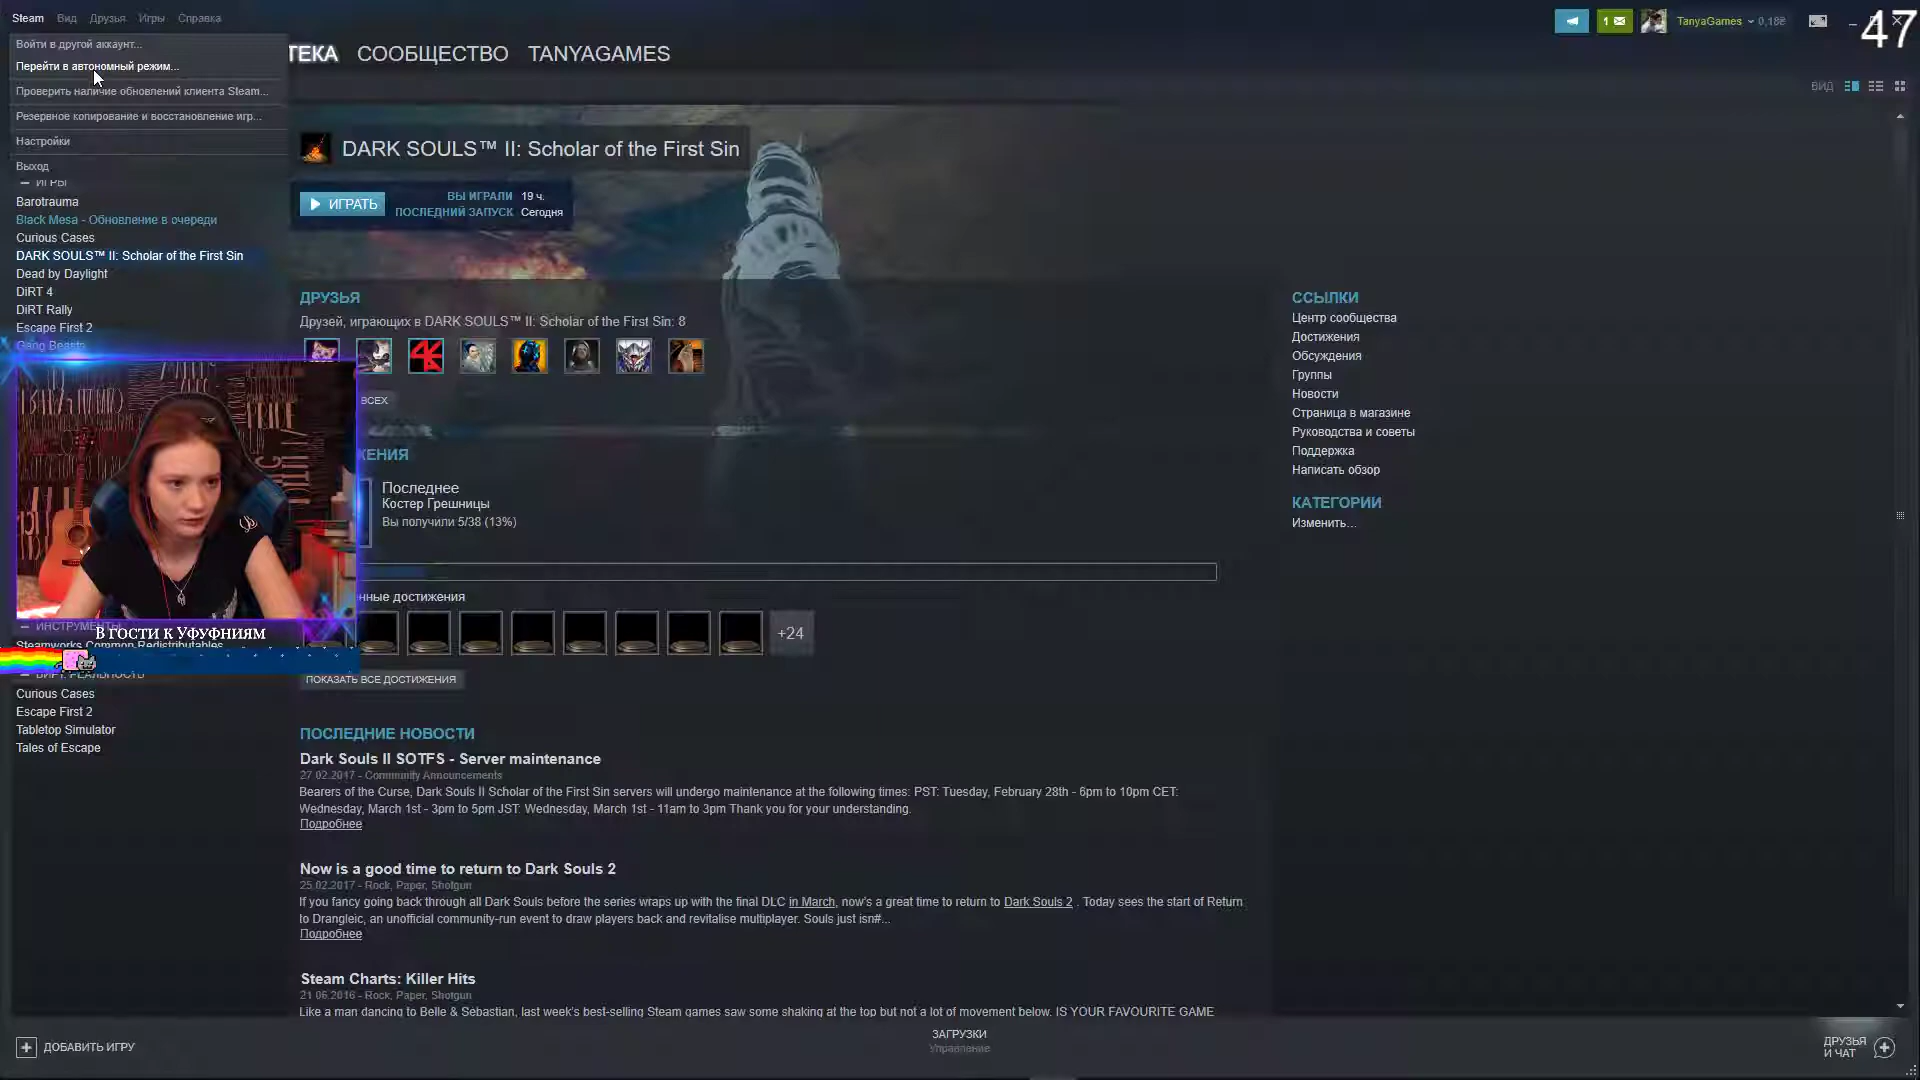 Steam Вид Друзья Игры Справка
1
TanyaGames
0,18₴
47
Войти в другой аккаунт...
Перейти в автономный режим...
Проверить наличие обновлений клиента Steam...
Резервное копирование и восстановление игр...
Настройки
Выход
ТЕКА СООБЩЕСТВО TANYAGAMES
ВИД
— ИГРЫ
Barotrauma
Black Mesa - Обновление в очереди
Curious Cases
DARK SOULS™ II: Scholar of the First Sin
Dead by Daylight
DiRT 4
DiRT Rally
Escape First 2
Gang Beasts
— ИНСТРУМЕНТЫ
В гости к Уфуфниям
Steamworks Common Redistributables
— ВИРТ. РЕАЛЬНОСТЬ
Curious Cases
Escape First 2
Tabletop Simulator
Tales of Escape
DARK SOULS™ II: Scholar of the First Sin
ИГРАТЬ
ВЫ ИГРАЛИ 19 ч.
ПОСЛЕДНИЙ ЗАПУСК Сегодня
ДРУЗЬЯ
Друзей, играющих в DARK SOULS™ II: Scholar of the First Sin: 8
4K
ВСЕХ
ЖЕНИЯ
Последнее
Костер Грешницы
Вы получили 5/38 (13%)
нные достижения
+24
ПОКАЗАТЬ ВСЕ ДОСТИЖЕНИЯ
ПОСЛЕДНИЕ НОВОСТИ
Dark Souls II SOTFS - Server maintenance
27.02.2017 - Community Announcements
Bearers of the Curse, Dark Souls II Scholar of the First Sin servers will undergo maintenance at the following times: PST: Tuesday, February 28th - 6pm to 10pm CET:
Wednesday, March 1st - 3pm to 5pm JST: Wednesday, March 1st - 11am to 3pm Thank you for your understanding.
Подробнее
Now is a good time to return to Dark Souls 2
25.02.2017 - Rock, Paper, Shotgun
If you fancy going back through all Dark Souls before the series wraps up with the final DLC in March, now's a great time to return to Dark Souls 2 . Today sees the start of Return
to Drangleic, an unofficial community-run event to draw players back and revitalise multiplayer. Souls just isn#...
Подробнее
Steam Charts: Killer Hits
21.06.2016 - Rock, Paper, Shotgun
Like a man dancing to Belle & Sebastian, last week's best-selling Steam games saw some shaking at the top but not a lot of movement below. IS YOUR FAVOURITE GAME
ССЫЛКИ
Центр сообщества
Достижения
Обсуждения
Группы
Новости
Страница в магазине
Руководства и советы
Поддержка
Написать обзор
КАТЕГОРИИ
Изменить...
ДОБАВИТЬ ИГРУ
ЗАГРУЗКИ
Управление
ДРУЗЬЯ
И ЧАТ